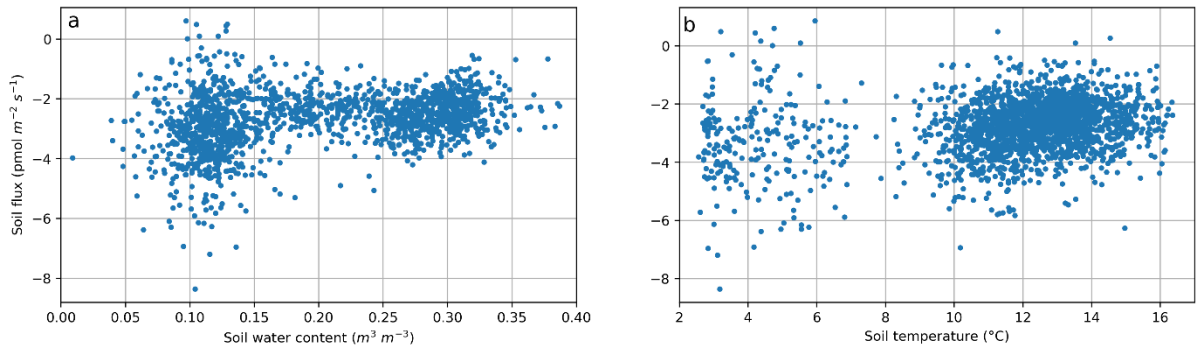 a
0
−2
−4
−6
−8
Soil flux (pmol m⁻² s⁻¹)
0.00 0.05 0.10 0.15 0.20 0.25 0.30 0.35 0.40
Soil water content (m³ m⁻³)
b
0
−2
−4
−6
−8
2 4 6 8 10 12 14 16
Soil temperature (°C)